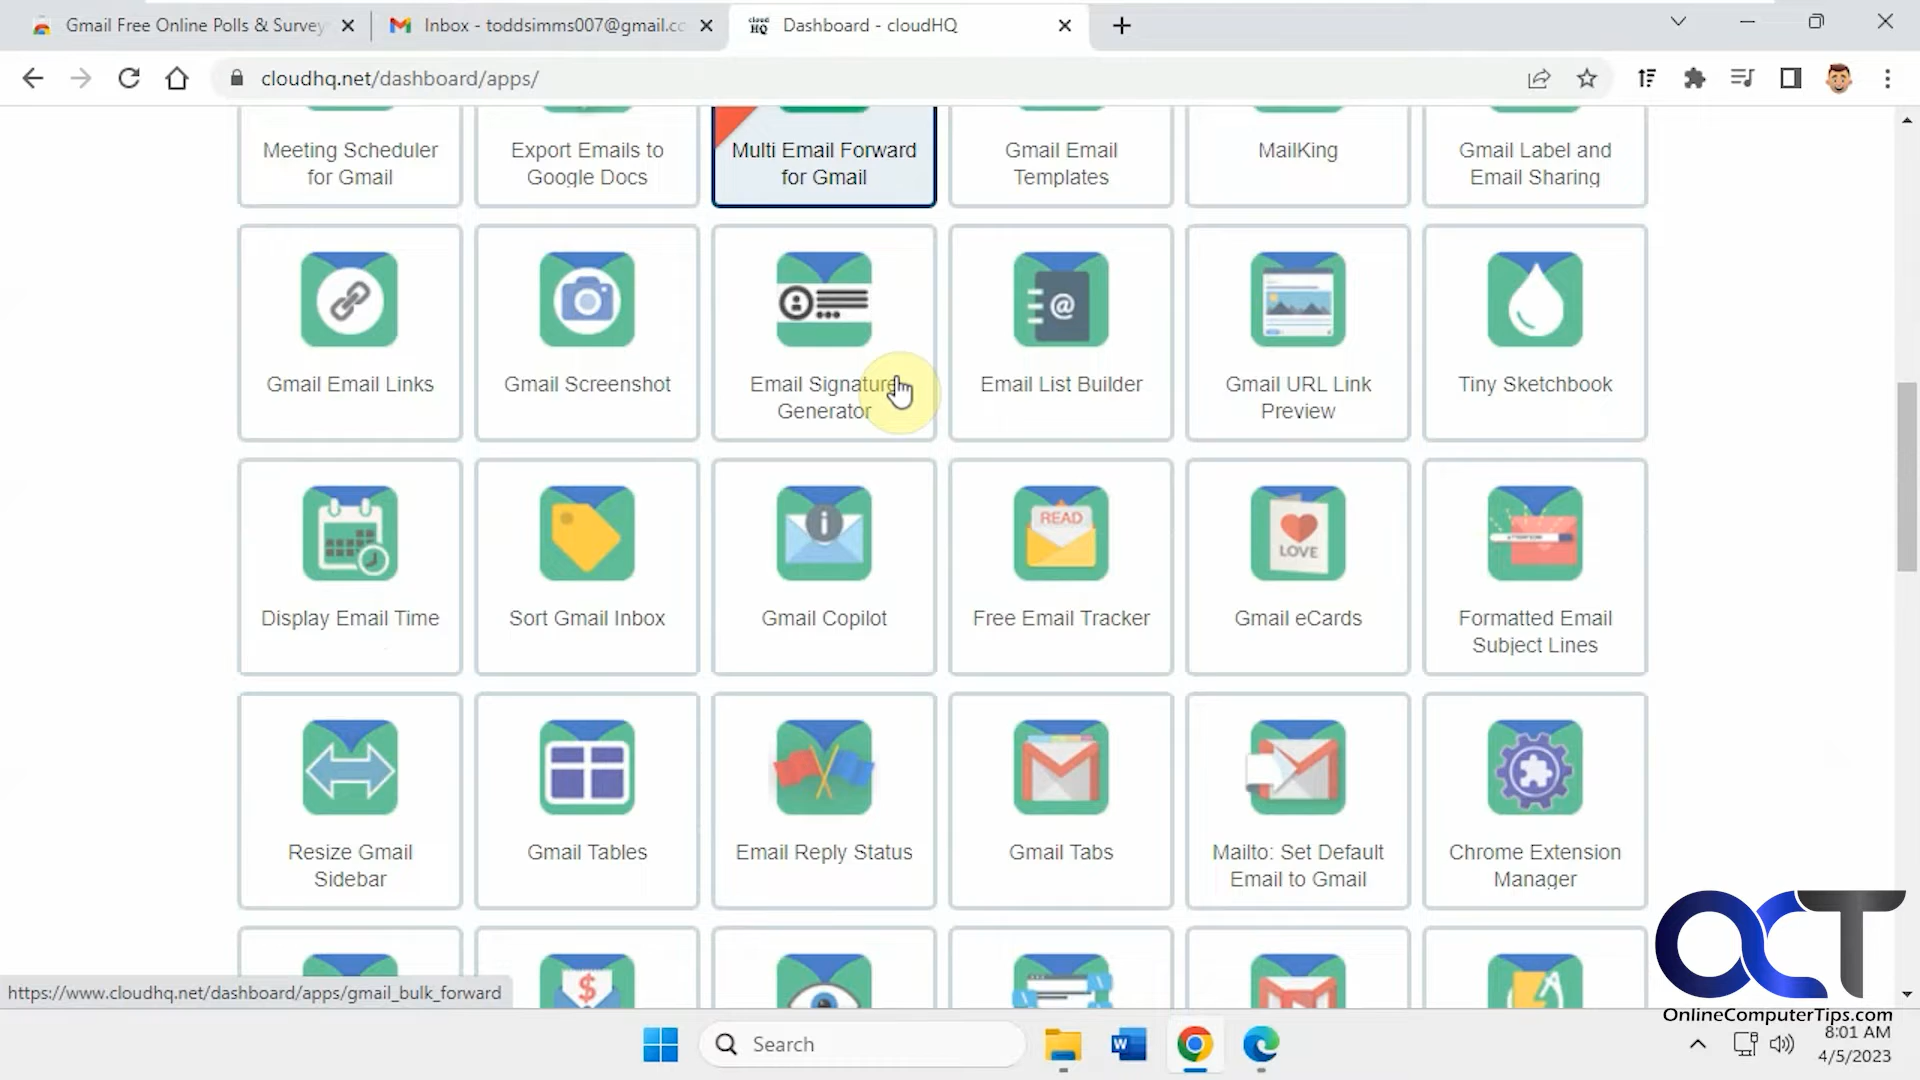 Gmail Free Online Polls & Survey
Inbox - toddsimms007@gmail.cc
cloud HQ
Dashboard - cloudHQ
cloudhq.net/dashboard/apps/
Meeting Scheduler
for Gmail
Export Emails to
Google Docs
Multi Email Forward
for Gmail
Gmail Email
Templates
MailKing
Gmail Label and
Email Sharing
Gmail Email Links
Gmail Screenshot
Email Signature
Generator
@
Email List Builder
Gmail URL Link
Preview
Tiny Sketchbook
Display Email Time
Sort Gmail Inbox
i
Gmail Copilot
READ
Free Email Tracker
LOVE
Gmail eCards
ATTENTION
Formatted Email
Subject Lines
Resize Gmail
Sidebar
Gmail Tables
Email Reply Status
Gmail Tabs
Mailto: Set Default
Email to Gmail
Chrome Extension
Manager
$
https://www.cloudhq.net/dashboard/apps/gmail_bulk_forward
OCT
OnlineComputerTips.com
Search
W
8:01 AM
4/5/2023